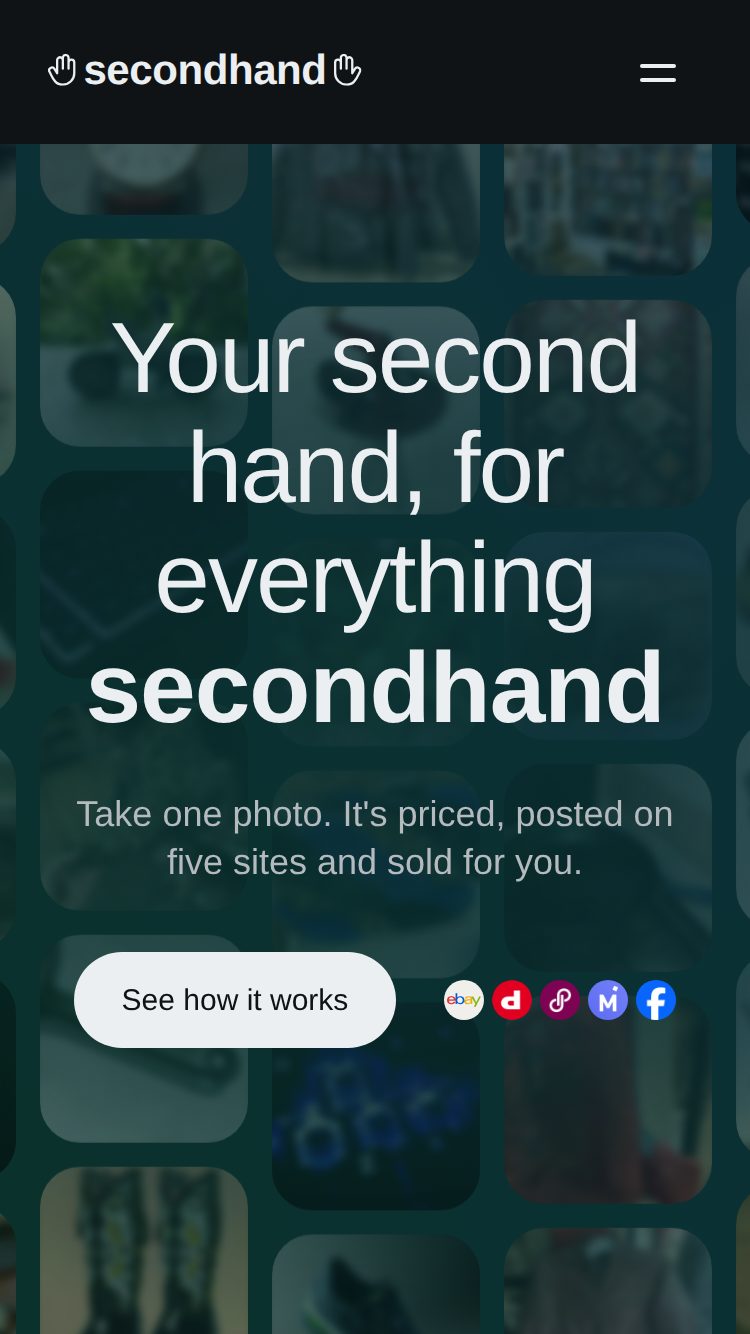 secondhand
Your second
hand, for
everything
secondhand
Take one photo. It's priced, posted on
five sites and sold for you.
See how it works
ebay